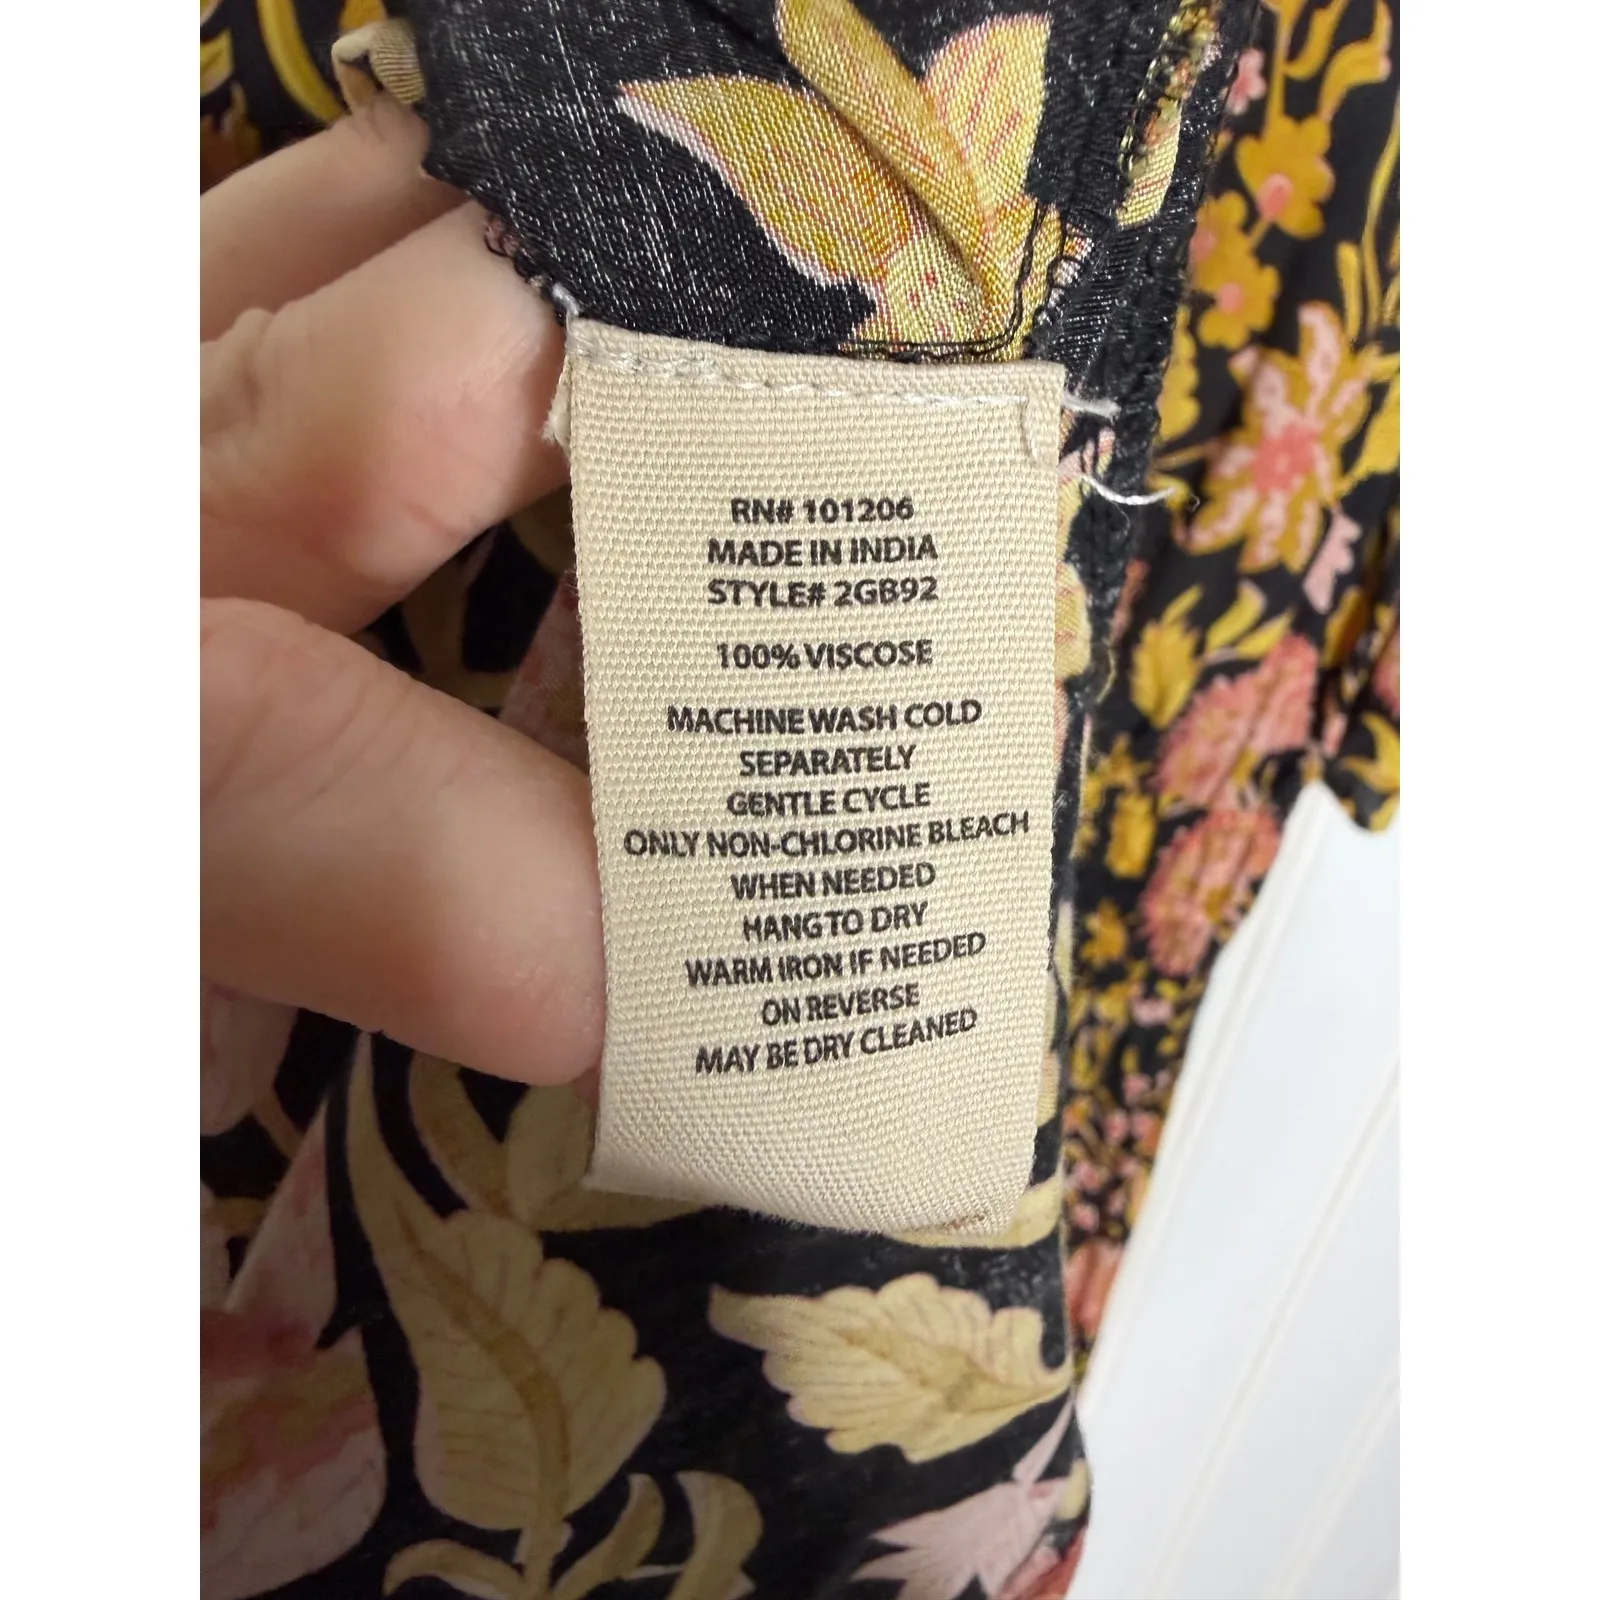 RN# 101206
MADE IN INDIA
STYLE# 2GB92
100% VISCOSE
MACHINE WASH COLD
SEPARATELY
GENTLE CYCLE
ONLY NON-CHLORINE BLEACH
WHEN NEEDED
HANG TO DRY
WARM IRON IF NEEDED
ON REVERSE
MAY BE DRY CLEANED